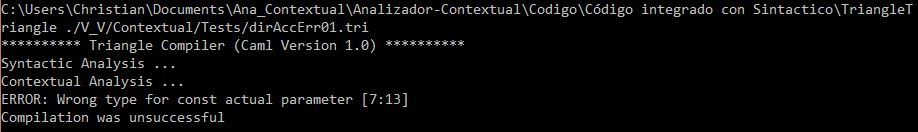 C:\Users\Christian\Documents\Ana_Contextual\Analizador-Contextual\Codigo\Código integrado con Sintactico\TriangleT
riangle ./V_V/Contextual/Tests/dirAccErr01.tri
********** Triangle Compiler (Caml Version 1.0) **********
Syntactic Analysis ...
Contextual Analysis ...
ERROR: Wrong type for const actual parameter [7:13]
Compilation was unsuccessful